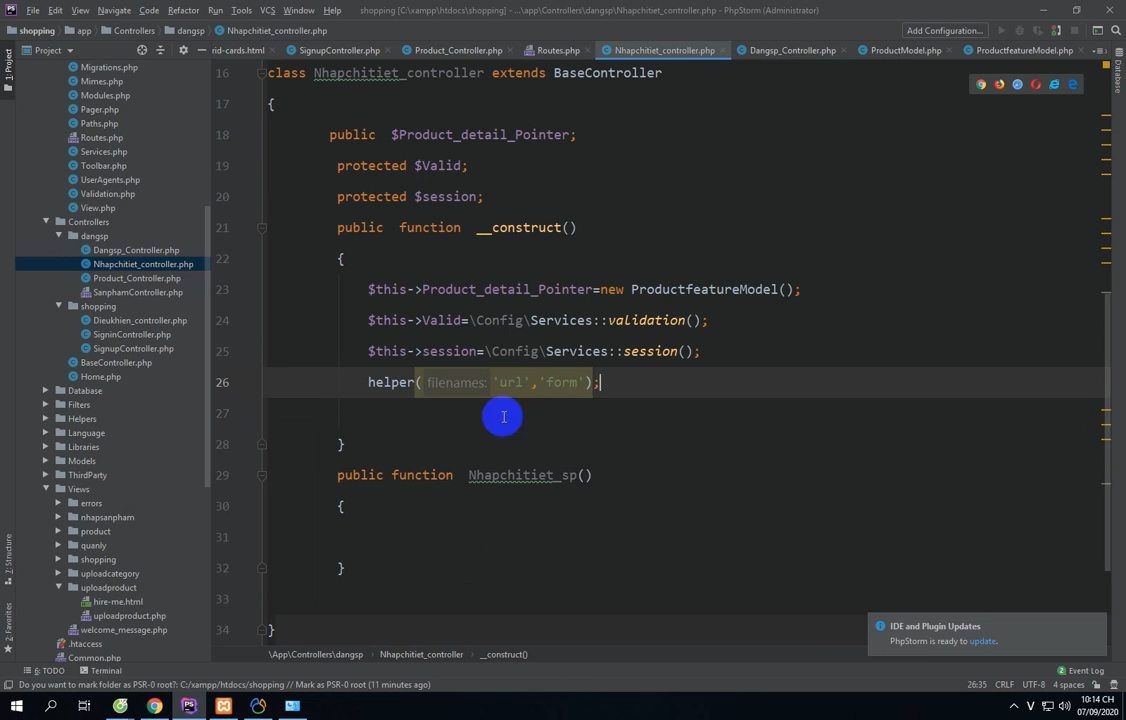 File Edit View Navigate Code Refactor Run Tools VCS Window Help shopping [C:\xampp\htdocs\shopping] - ...\app\Controllers\dangsp\Nhapchitiet_controller.php - PhpStorm (Administrator)
shopping app Controllers dangsp Nhapchitiet_controller.php Add Configuration...
Project rid-cards.html SignupController.php Product_Controller.php Routes.php Nhapchitiet_controller.php Dangsp_Controller.php ProductModel.php ProductfeatureModel.php
1: Project
Database
Migrations.php
Mimes.php
Modules.php
Pager.php
Paths.php
Routes.php
Services.php
Toolbar.php
UserAgents.php
Validation.php
View.php
Controllers
dangsp
Dangsp_Controller.php
Nhapchitiet_controller.php
Product_Controller.php
SanphamController.php
shopping
Dieukhien_controller.php
SigninController.php
SignupController.php
BaseController.php
Home.php
Database
Filters
Helpers
Language
Libraries
Models
ThirdParty
Views
errors
nhapsanpham
product
quanly
shopping
uploadcategory
uploadproduct
hire-me.html
uploadproduct.php
welcome_message.php
.htaccess
Common.php
16 class Nhapchitiet_controller extends BaseController
17 {
18 public $Product_detail_Pointer;
19 protected $Valid;
20 protected $session;
21 public function __construct()
22 {
23 $this->Product_detail_Pointer=new ProductfeatureModel();
24 $this->Valid=\Config\Services::validation();
25 $this->session=\Config\Services::session();
26 helper( filenames: 'url','form');
27
28 }
29 public function Nhapchitiet_sp()
30 {
31
32 }
33
34 }
IDE and Plugin Updates
PhpStorm is ready to update.
\App\Controllers\dangsp Nhapchitiet_controller __construct()
7: Structure
2: Favorites
6: TODO Terminal Event Log
Do you want to mark folder as PSR-0 root?: C:/xampp/htdocs/shopping // Mark as PSR-0 root (11 minutes ago) 26:35 CRLF UTF-8 4 spaces
10:14 CH
07/09/2020